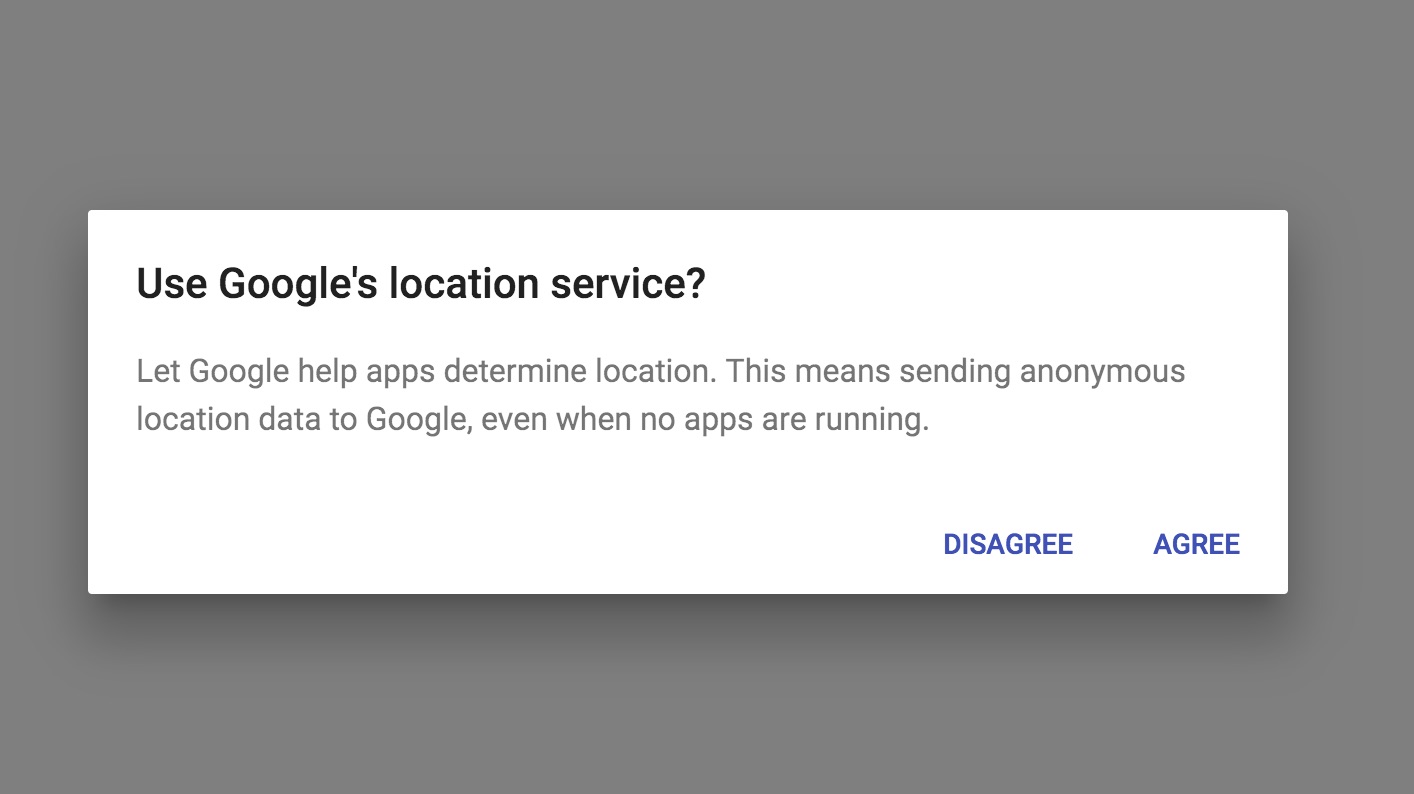 Use Google's location service?
Let Google help apps determine location. This means sending anonymous
location data to Google, even when no apps are running.
DISAGREE AGREE